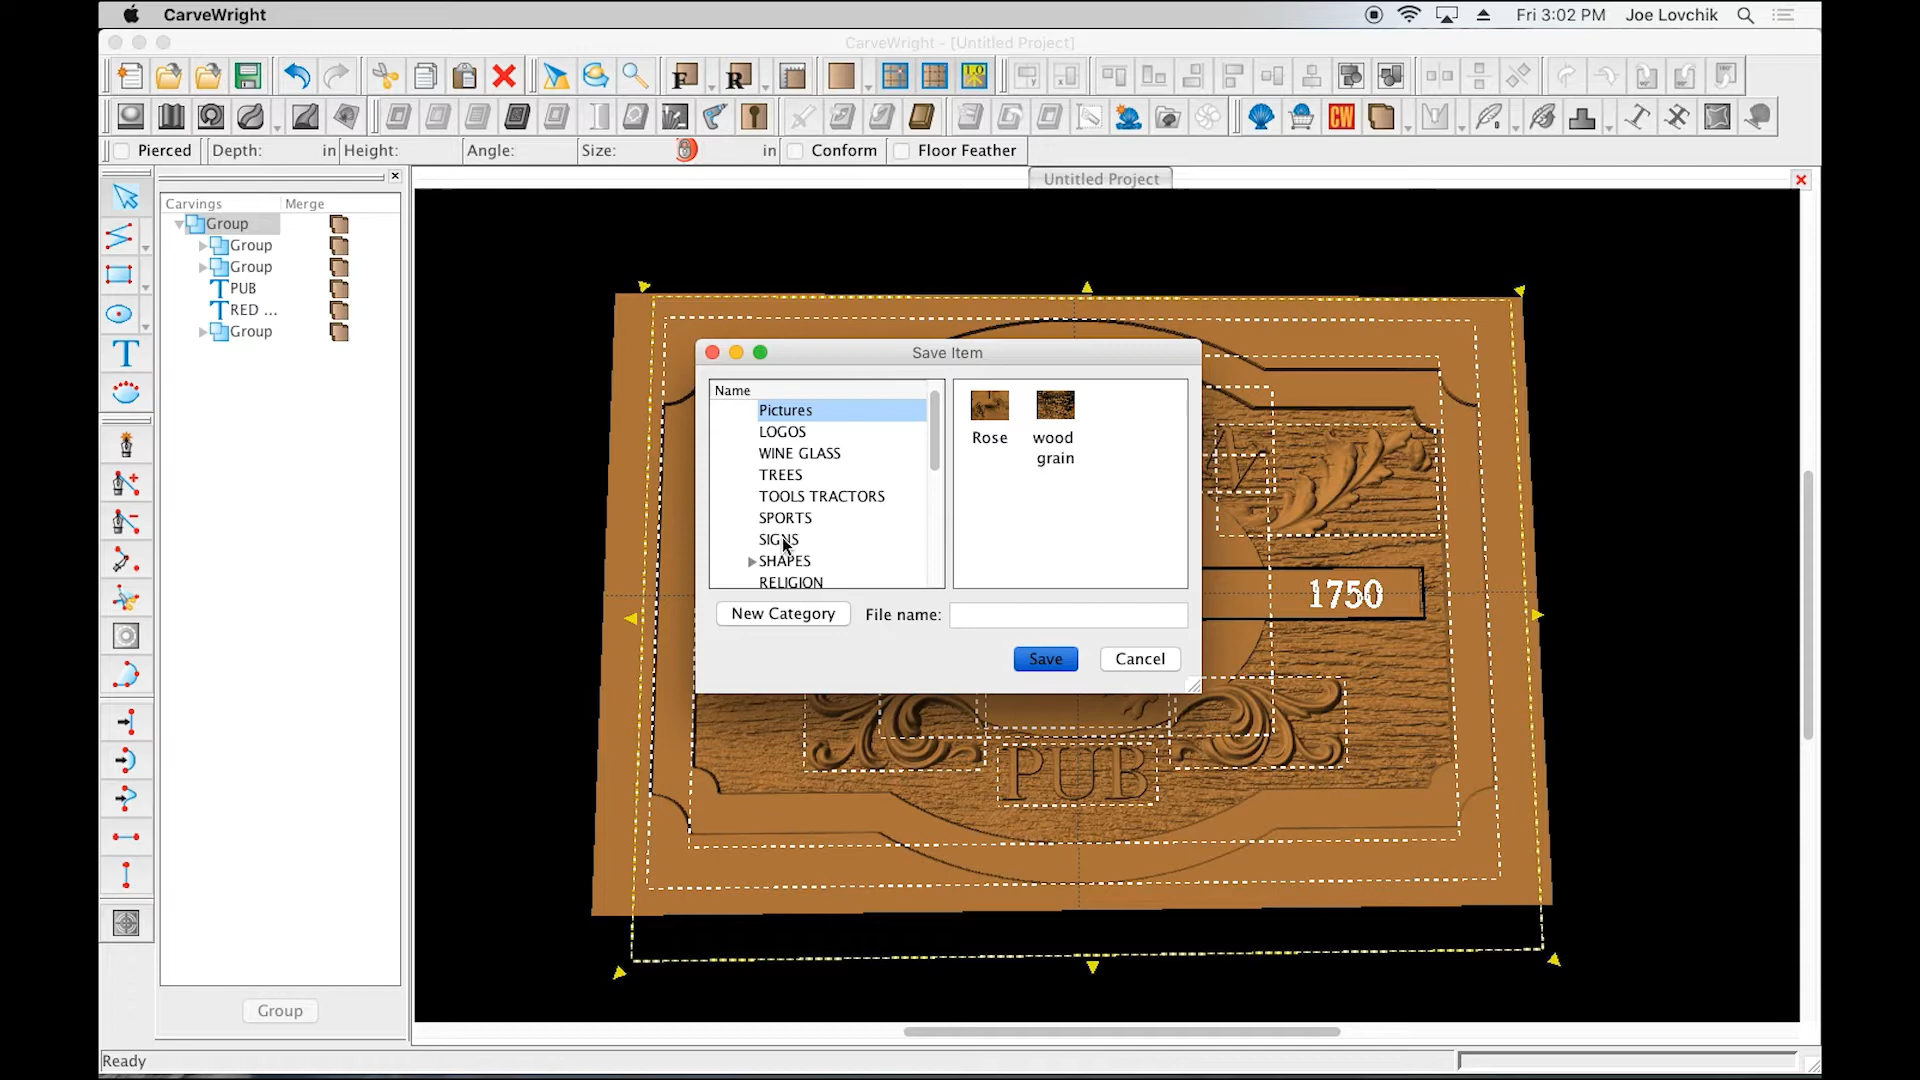 CarveWright
Fri 3:02 PM
Joe Lovchik
CarveWright - [Untitled Project]
F
R
1.0
CW
Pierced
Depth:
in
Height:
Angle:
Size:
in
Conform
Floor Feather
Carvings
Merge
Group
Group
Group
PUB
RED ...
Group
Group
Untitled Project
Save Item
Name
Pictures
LOGOS
WINE GLASS
TREES
TOOLS TRACTORS
SPORTS
SIGNS
SHAPES
RELIGION
Rose
wood
grain
New Category
File name:
Save
Cancel
1750
PUB
Ready